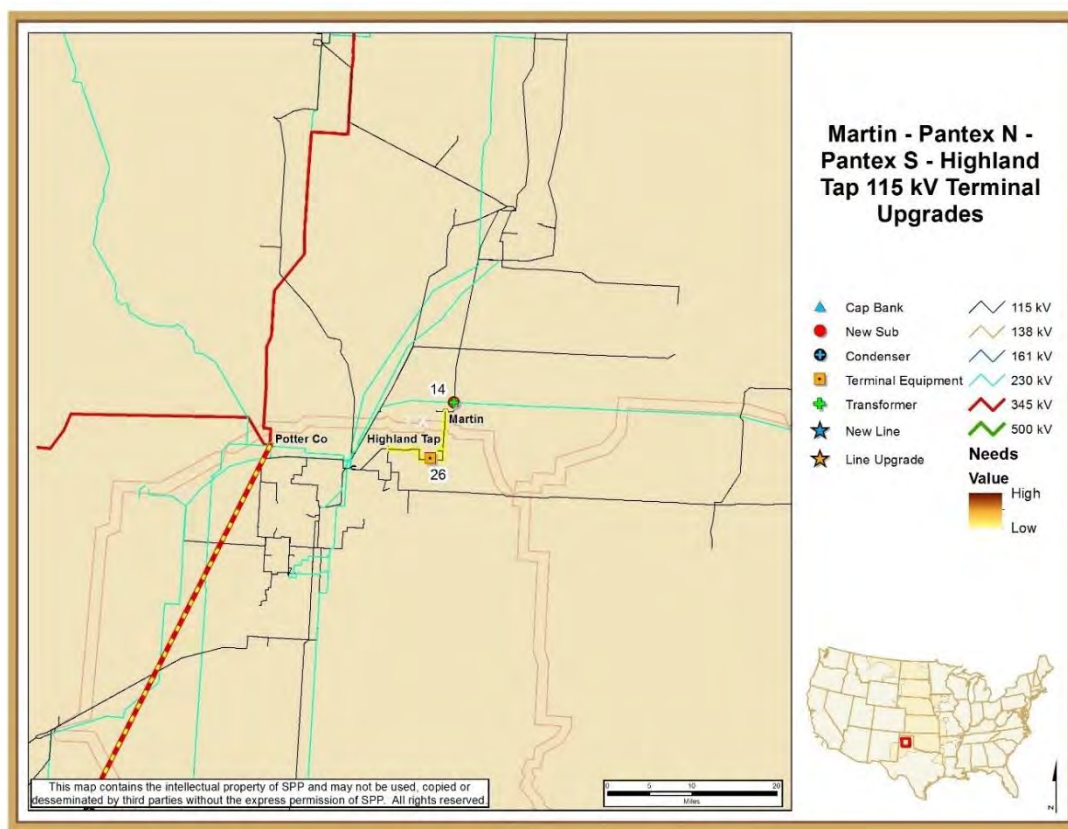 Martin - Pantex N -
Pantex S - Highland
Tap 115 kV Terminal
Upgrades
Cap Bank
New Sub
Condenser
Terminal Equipment
Transformer
New Line
Line Upgrade
115 kV
138 kV
161 kV
230 kV
345 kV
500 kV
Needs
Value
High
Low
14
Martin
Potter Co
Highland Tap
26
This map contains the intellectual property of SPP and may not be used, copied or
desseminated by third parties without the express permission of SPP. All rights reserved.
0 5 10 20
Miles
N